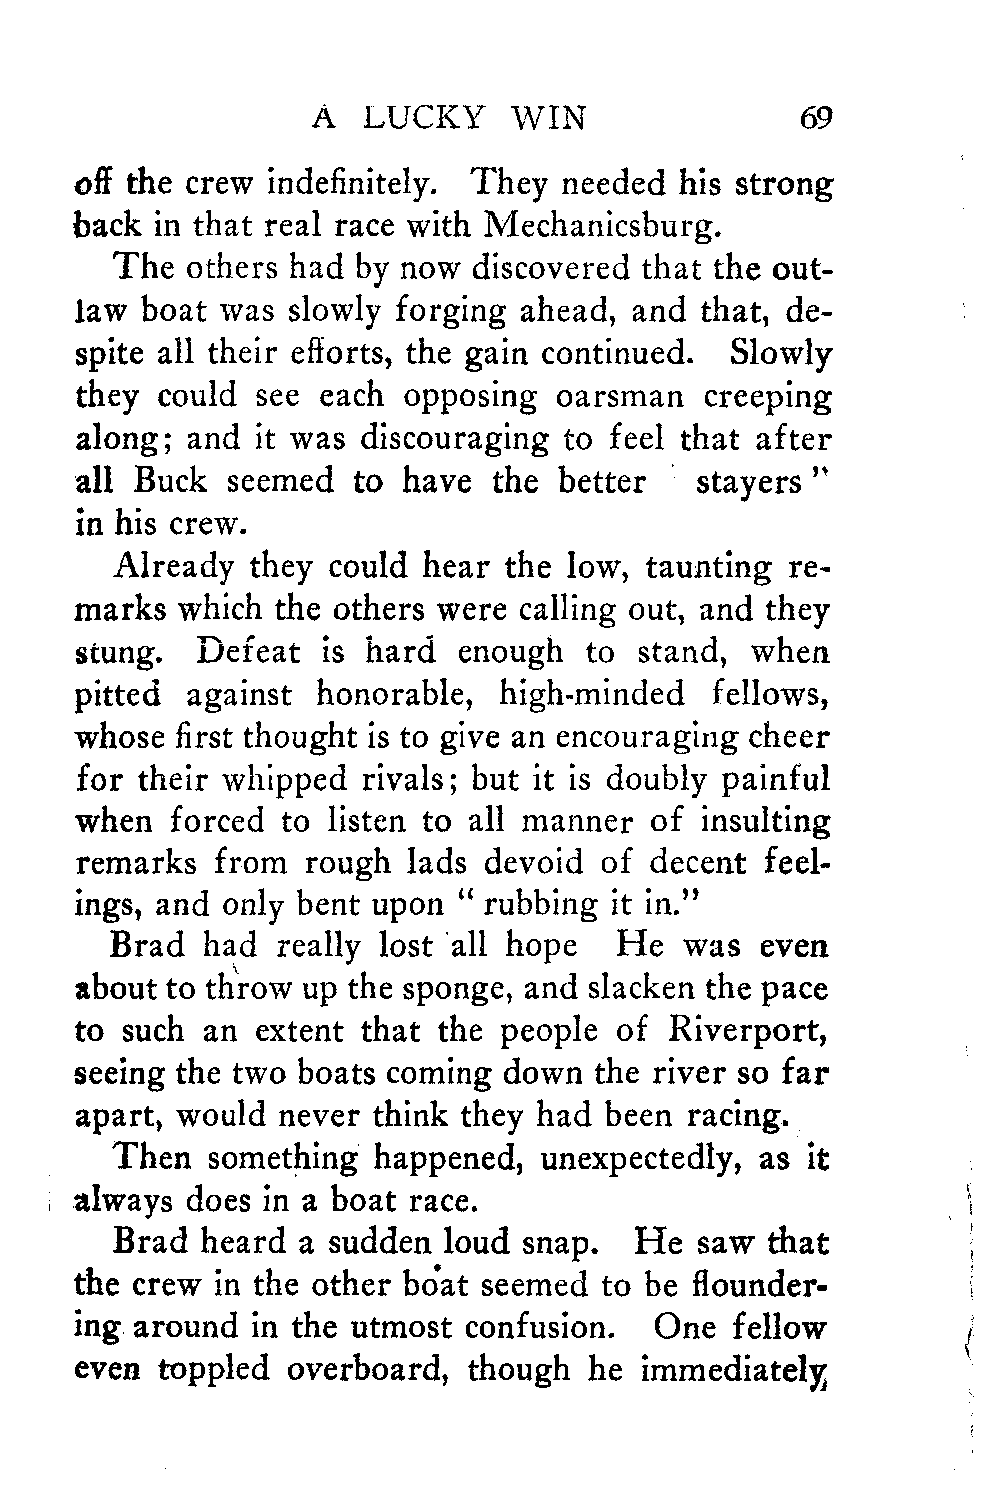 A LUCKY WIN 69
off the crew indefinitely. They needed his strong
back in that real race with Mechanicsburg.
The others had by now discovered that the out-
law boat was slowly forging ahead, and that, de-
spite all their efforts, the gain continued. Slowly
they could see each opposing oarsman creeping
along; and it was discouraging to feel that after
all Buck seemed to have the better stayers"
in his crew.
Already they could hear the low, taunting re-
marks which the others were calling out, and they
stung. Defeat is hard enough to stand, when
pitted against honorable, high-minded fellows,
whose first thought is to give an encouraging cheer
for their whipped rivals; but it is doubly painful
when forced to listen to all manner of insulting
remarks from rough lads devoid of decent feel-
ings, and only bent upon "rubbing it in."
Brad had really lost all hope He was even
about to throw up the sponge, and slacken the pace
to such an extent that the people of Riverport,
seeing the two boats coming down the river so far
apart, would never think they had been racing.
Then something happened, unexpectedly, as it
always does in a boat race.
Brad heard a sudden loud snap. He saw that
the crew in the other boat seemed to be flounder-
ing around in the utmost confusion. One fellow
even toppled overboard, though he immediately